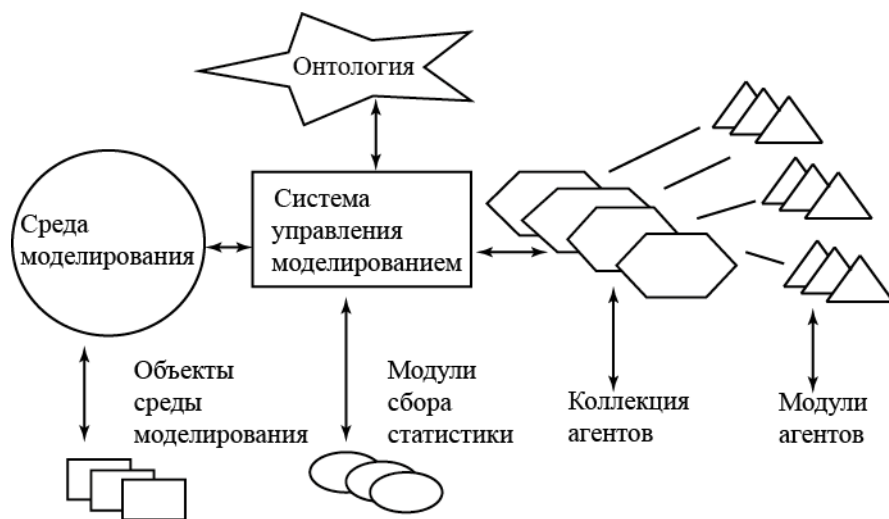 Онтология
Среда
моделирования
Система
управления
моделированием
Объекты
среды
моделирования
Модули
сбора
статистики
Коллекция
агентов
Модули
агентов